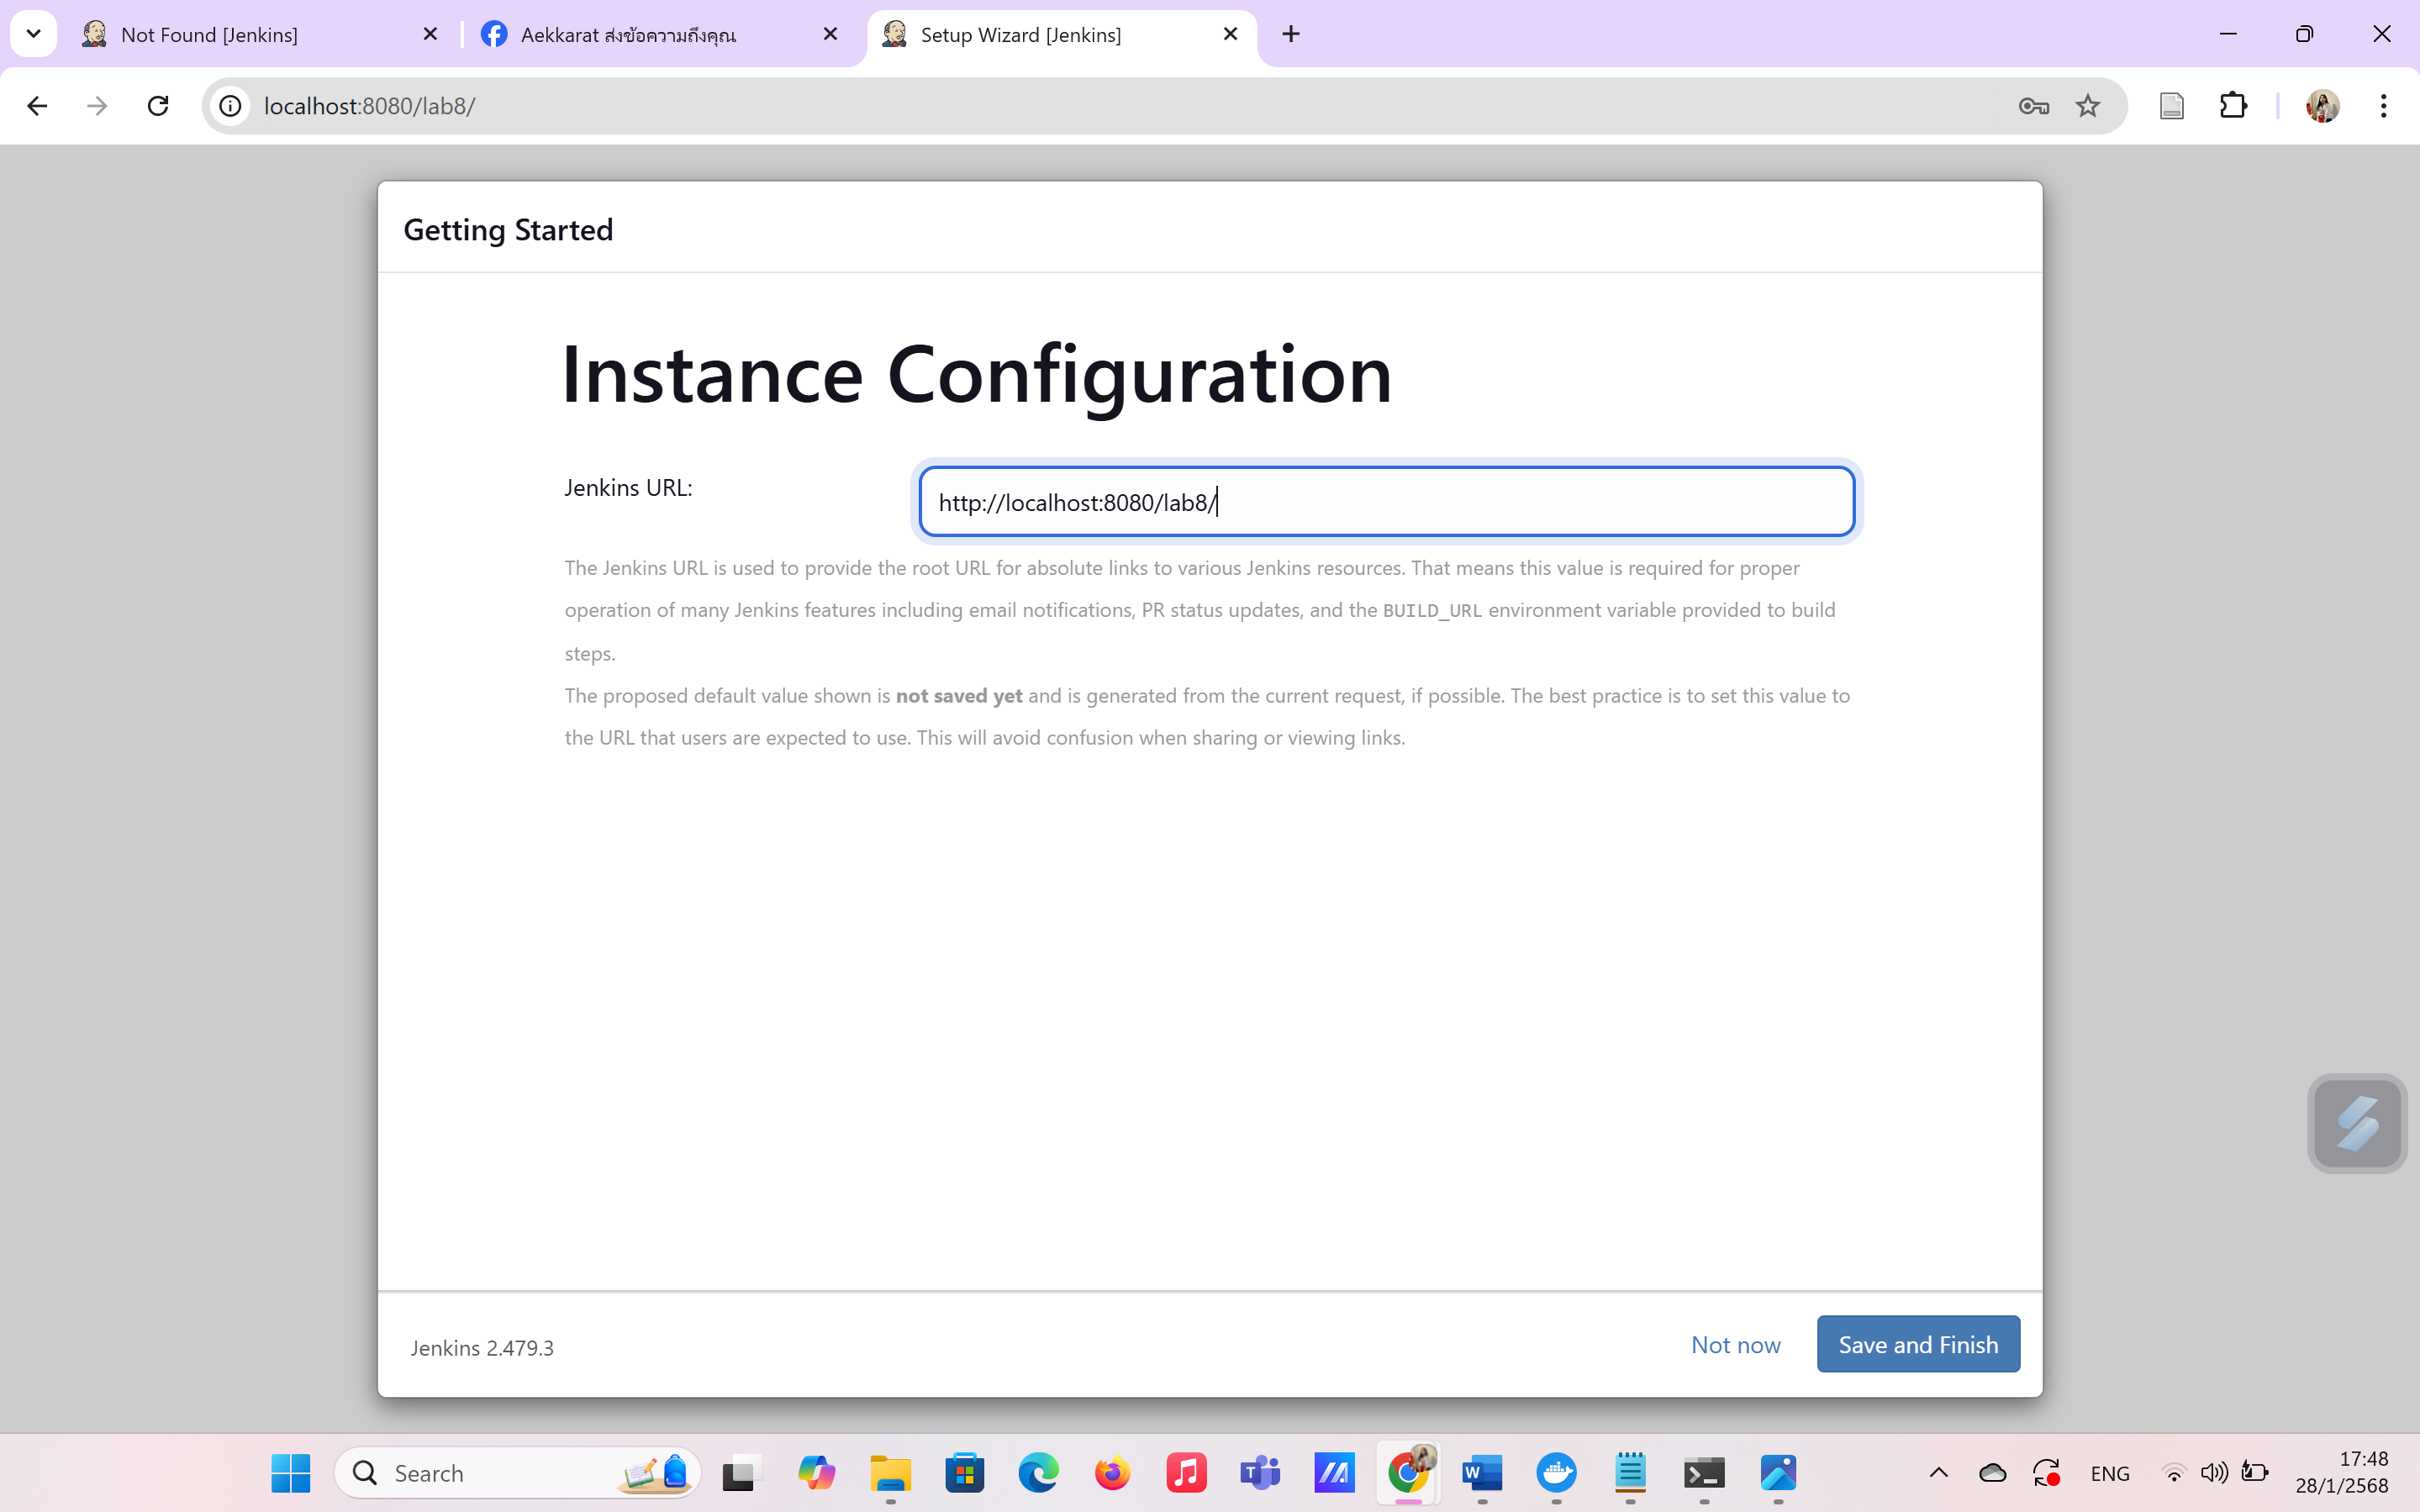 Not Found [Jenkins]
Aekkarat ส่งข้อความถึงคุณ
Setup Wizard [Jenkins]
localhost:8080/lab8/
Getting Started
Instance Configuration
Jenkins URL:
http://localhost:8080/lab8/
The Jenkins URL is used to provide the root URL for absolute links to various Jenkins resources. That means this value is required for proper
operation of many Jenkins features including email notifications, PR status updates, and the BUILD_URL environment variable provided to build
steps.
The proposed default value shown is not saved yet and is generated from the current request, if possible. The best practice is to set this value to
the URL that users are expected to use. This will avoid confusion when sharing or viewing links.
Jenkins 2.479.3
Not now
Save and Finish
Search
ENG
17:48
28/1/2568